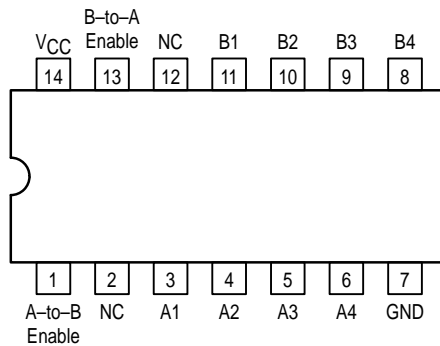 B–to–A
VCC Enable NC B1 B2 B3 B4
14 13 12 11 10 9 8
1 2 3 4 5 6 7
A–to–B NC A1 A2 A3 A4 GND
Enable